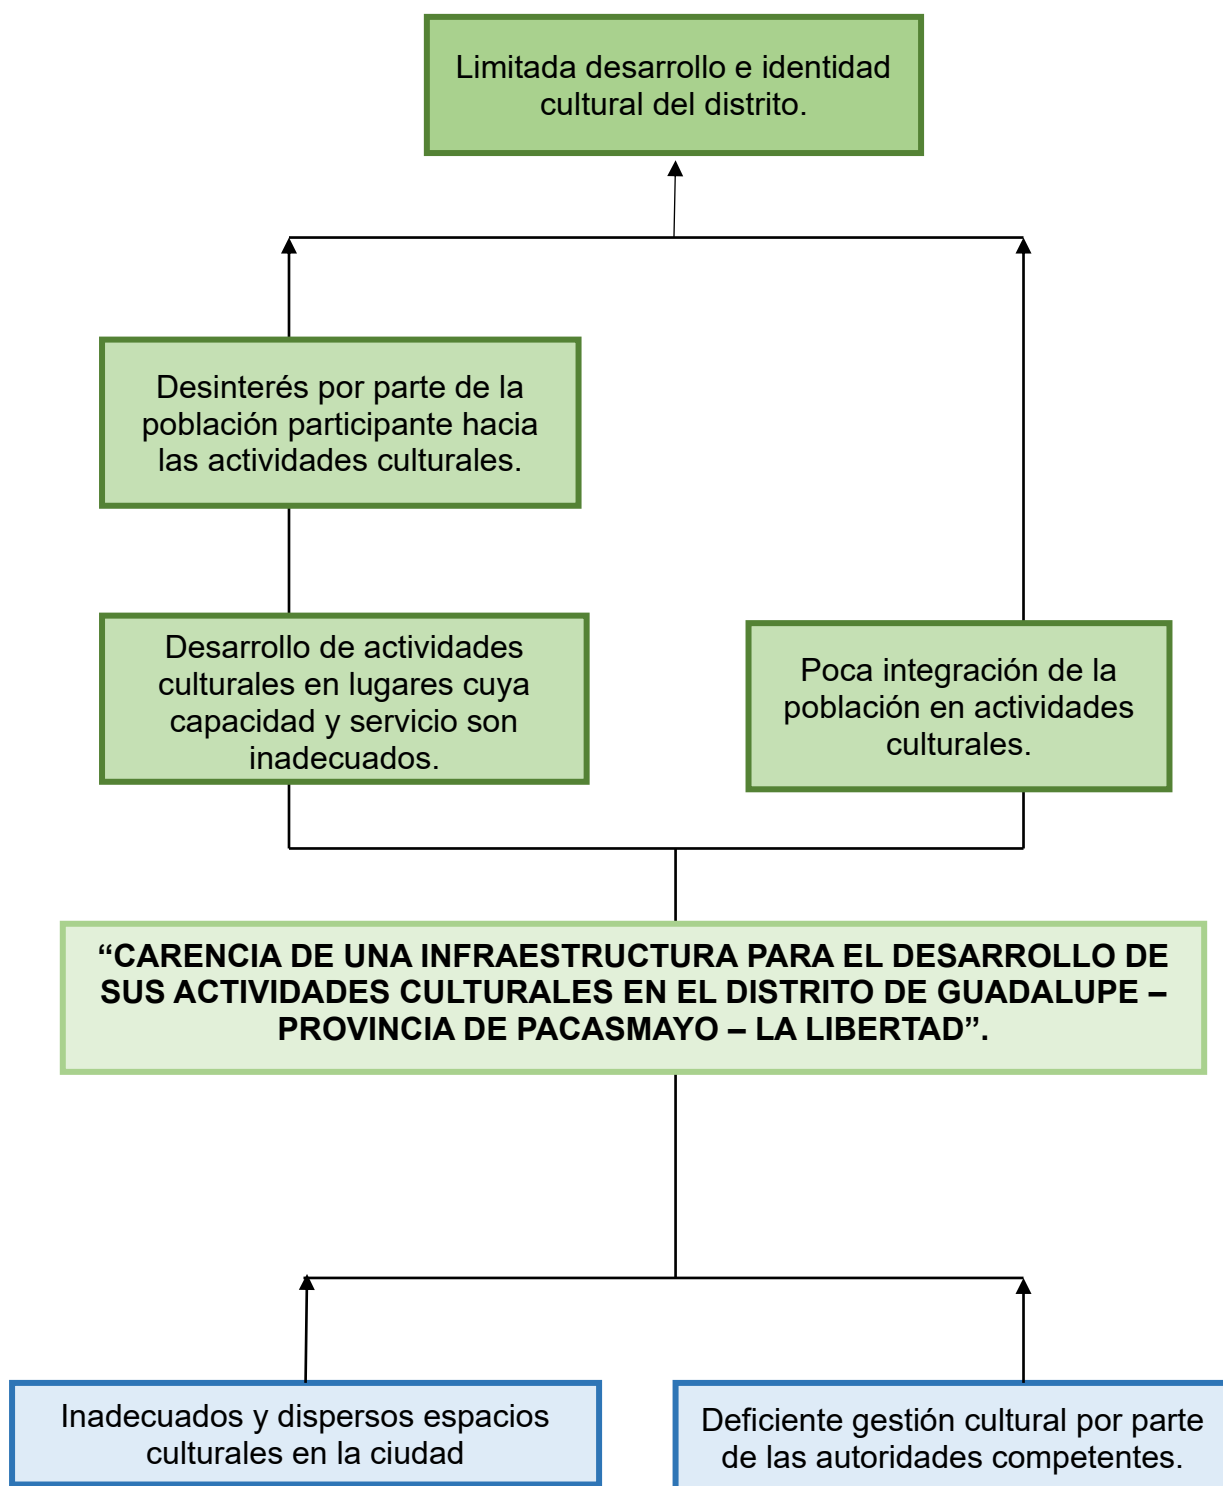 Limitada desarrollo e identidad
cultural del distrito.
Desinterés por parte de la
población participante hacia
las actividades culturales.
Desarrollo de actividades
culturales en lugares cuya
capacidad y servicio son
inadecuados.
Poca integración de la
población en actividades
culturales.
“CARENCIA DE UNA INFRAESTRUCTURA PARA EL DESARROLLO DE
SUS ACTIVIDADES CULTURALES EN EL DISTRITO DE GUADALUPE –
PROVINCIA DE PACASMAYO – LA LIBERTAD”.
Inadecuados y dispersos espacios
culturales en la ciudad
Deficiente gestión cultural por parte
de las autoridades competentes.